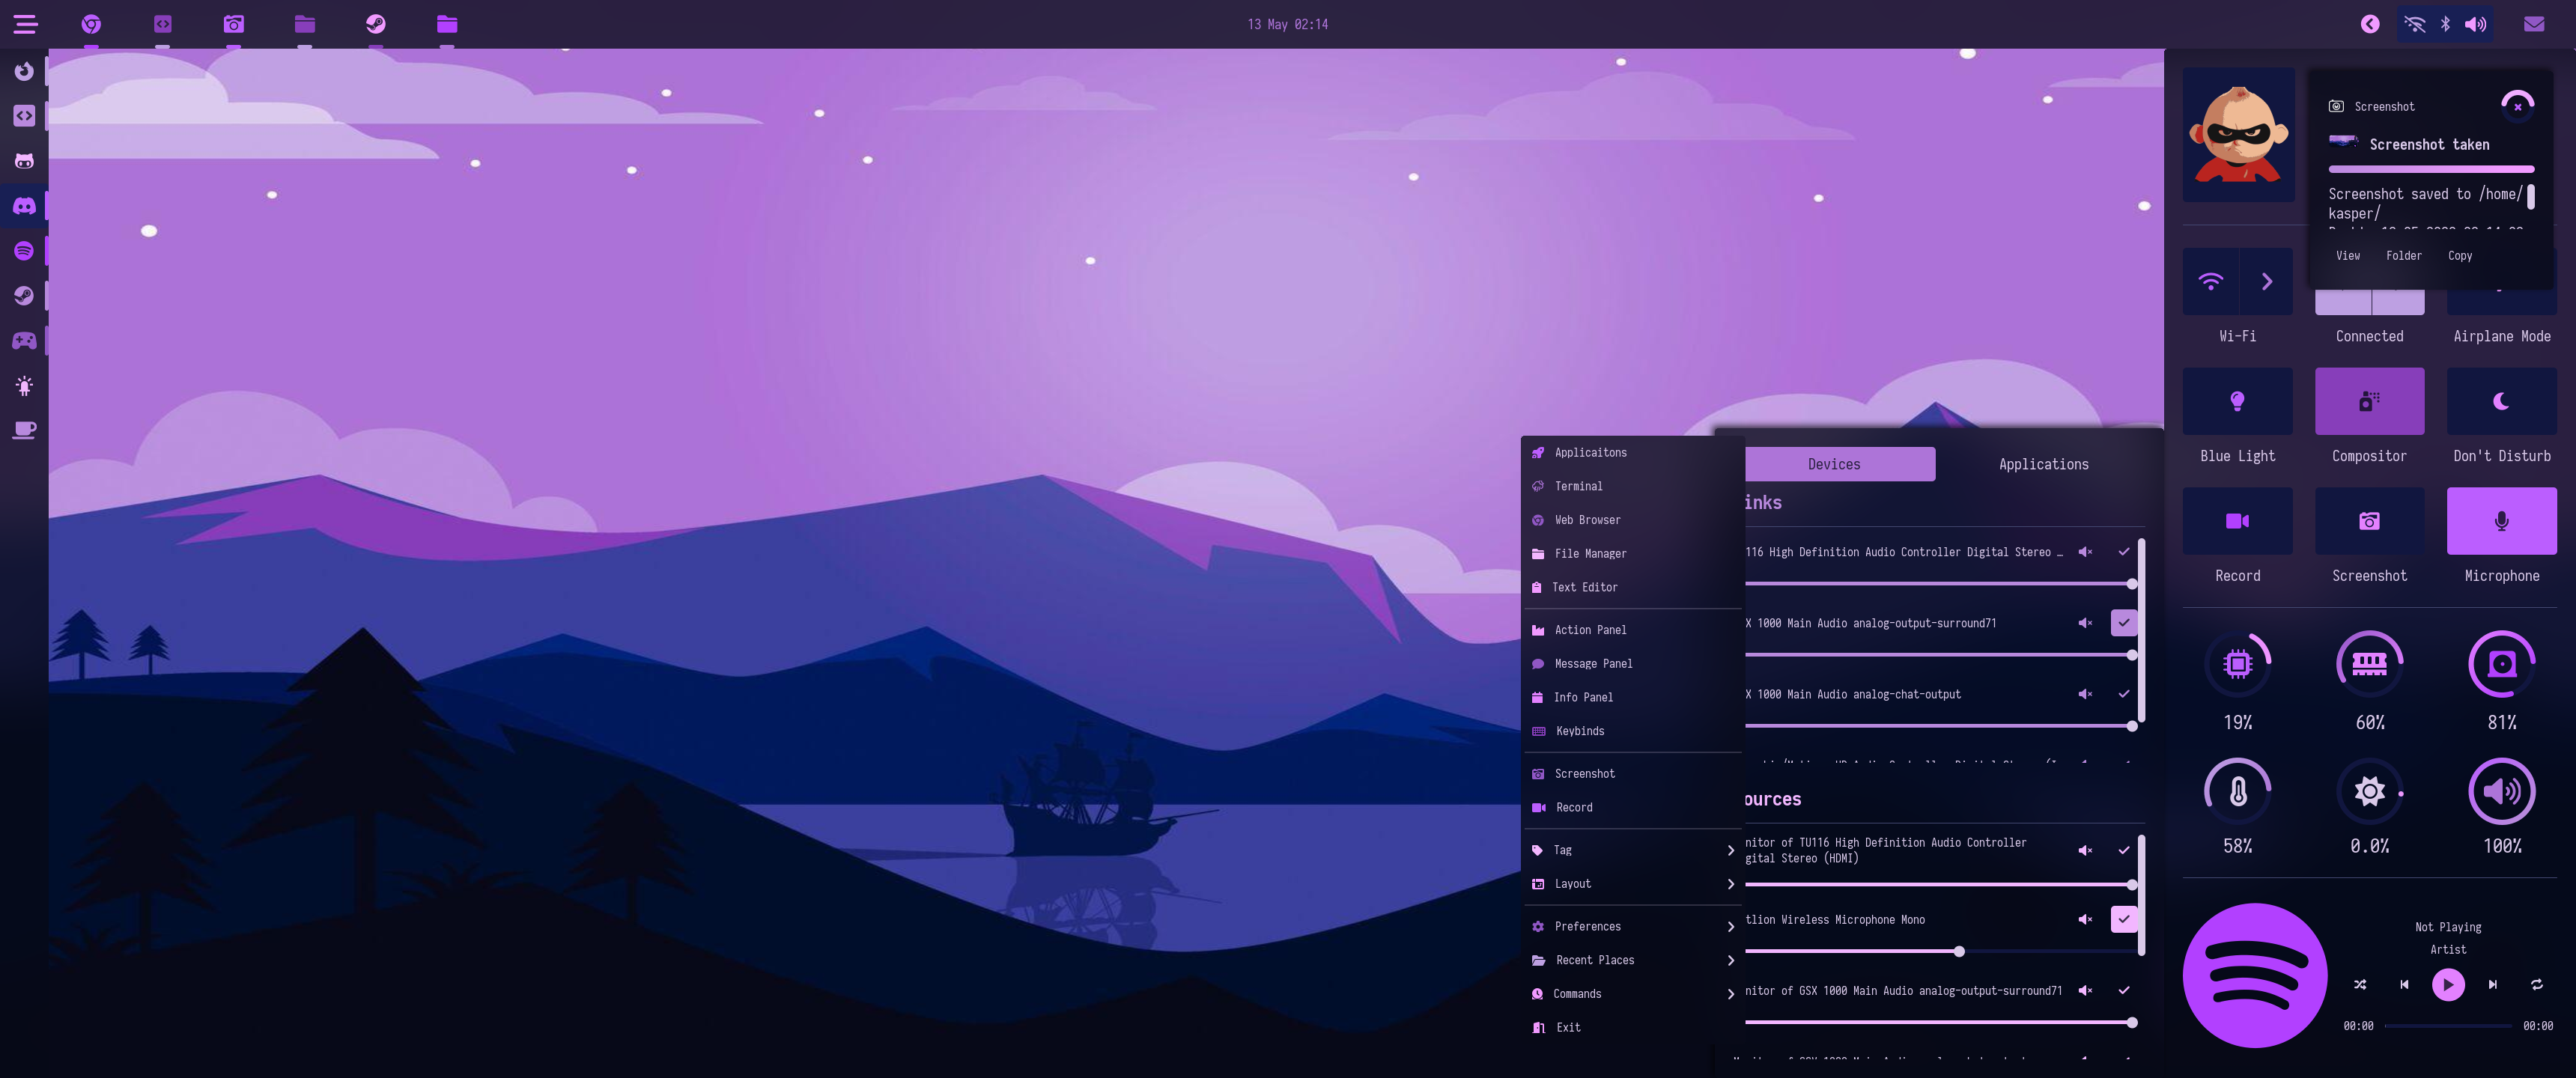 13 May 02:14
Screenshot
Screenshot taken
Screenshot saved to /home/
kasper/
View Folder Copy
Wi-Fi Connected Airplane Mode
Blue Light Compositor Don't Disturb
Record Screenshot Microphone
19% 60% 81%
58% 0.0% 100%
Not Playing
Artist
00:00 00:00
Applicaitons
Terminal
Web Browser
File Manager
Text Editor
Action Panel
Message Panel
Info Panel
Keybinds
Screenshot
Record
Tag
Layout
Preferences
Recent Places
Commands
Exit
Devices Applications
inks
116 High Definition Audio Controller Digital Stereo …
X 1000 Main Audio analog-output-surround71
X 1000 Main Audio analog-chat-output
ources
nitor of TU116 High Definition Audio Controller
gital Stereo (HDMI)
tlion Wireless Microphone Mono
nitor of GSX 1000 Main Audio analog-output-surround71